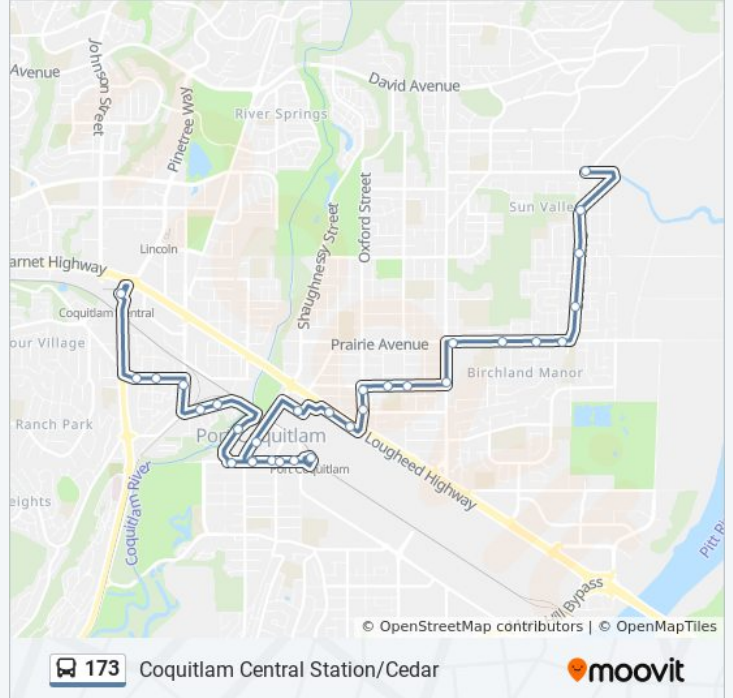 Avenue
Johnson Street
David Avenue
River Springs
Pinetree Way
Oxford Street
Sun Valle
Shaughnessy Street
Lincoln
arnet Highway
Coquitlam Central
our Village
Prairie Avenue
Birchland Manor
Ranch Park
Port Coquitlam
Lougheed Highway
Port Coquitlam
eights
Coquitlam River
Pitt Ri
Bypass
© OpenStreetMap contributors | © OpenMapTiles
173 Coquitlam Central Station/Cedar
moovit